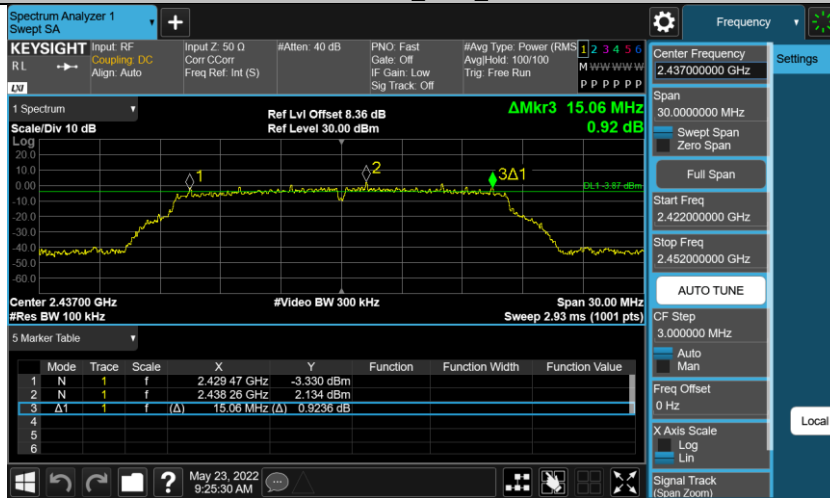 Spectrum Analyzer 1
Swept SA
+
Frequency
KEYSIGHT
Input: RF
Coupling: DC
Align: Auto
Input Z: 50 Ω
Corr CCorr
Freq Ref: Int (S)
#Atten: 40 dB
PNO: Fast
Gate: Off
IF Gain: Low
Sig Track: Off
#Avg Type: Power (RMS
Avg|Hold: 100/100
Trig: Free Run
1 2 3 4 5 6
M W W W W W
P P P P P P
R L
LXI
1 Spectrum
Scale/Div 10 dB
Log
Ref Lvl Offset 8.36 dB
Ref Level 30.00 dBm
ΔMkr3 15.06 MHz
0.92 dB
20.0
10.0
0.00
-10.0
-20.0
-30.0
-40.0
-50.0
-60.0
1
2
3Δ1
DL1 -3.87 dBm
Center 2.43700 GHz
#Video BW 300 kHz
Span 30.00 MHz
#Res BW 100 kHz
Sweep 2.93 ms (1001 pts)
5 Marker Table
Mode Trace Scale X Y Function Function Width Function Value
1 N 1 f 2.429 47 GHz -3.330 dBm
2 N 1 f 2.438 26 GHz 2.134 dBm
3 Δ1 1 f (Δ) 15.06 MHz (Δ) 0.9236 dB
4
5
6
?
May 23, 2022
9:25:30 AM
Center Frequency
2.437000000 GHz
Span
30.0000000 MHz
Swept Span
Zero Span
Full Span
Start Freq
2.422000000 GHz
Stop Freq
2.452000000 GHz
AUTO TUNE
CF Step
3.000000 MHz
Auto
Man
Freq Offset
0 Hz
X Axis Scale
Log
Lin
Signal Track
(Span Zoom)
Settings
Local